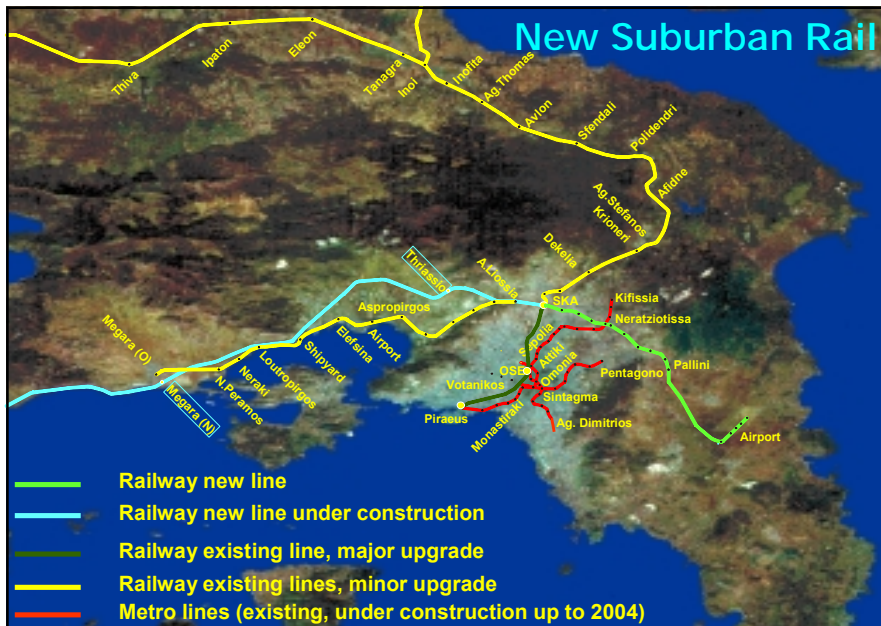 New Suburban Rail
Thiva
Ipaton
Eleon
Tanagra
Inoi
Inofita
Ag.Thomas
Avlon
Sfendali
Polidendri
Afidne
Ag.Stefanos
Krioneri
Dekelia
A.Liossia
Thriassio
SKA
Kifissia
Neratziotissa
Aspropirgos
Airport
Elefsina
Shipyard
Loutropirgos
Neraki
N.Peramos
Megara (O)
Megara (N)
Sepolia
Attiki
OSE
Omonia
Pentagono
Pallini
Votanikos
Sintagma
Piraeus
Monastiraki
Ag. Dimitrios
Airport
Railway new line
Railway new line under construction
Railway existing line, major upgrade
Railway existing lines, minor upgrade
Metro lines (existing, under construction up to 2004)